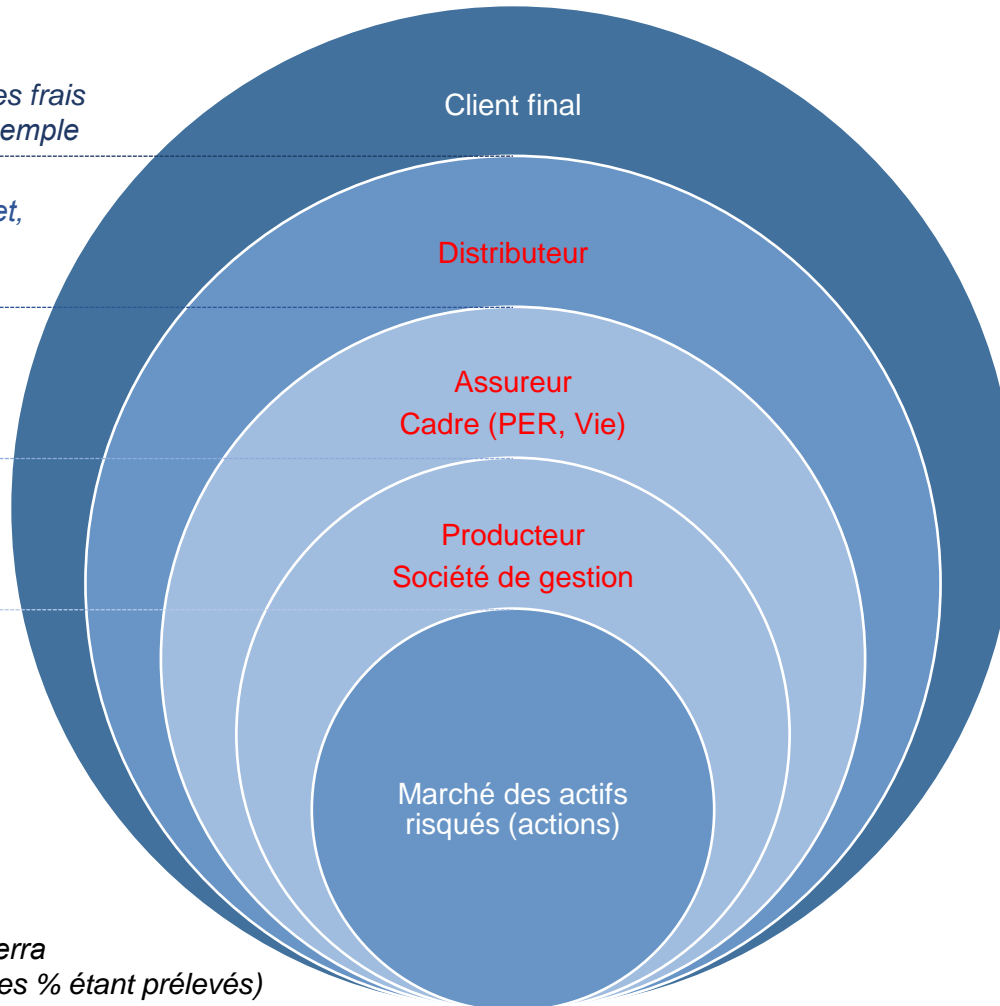 es frais
emple
et,
Client final
Distributeur
Assureur
Cadre (PER, Vie)
Producteur
Société de gestion
Marché des actifs
risqués (actions)
erra
es % étant prélevés)